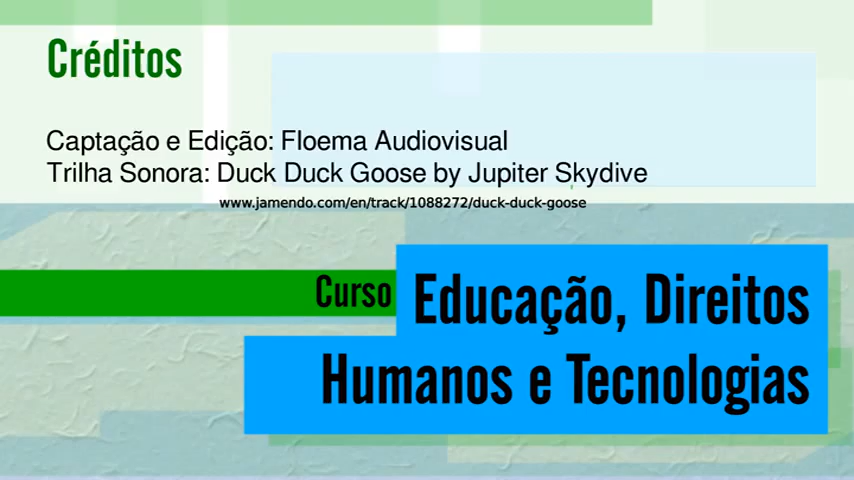 Créditos
Captação e Edição: Floema Audiovisual
Trilha Sonora: Duck Duck Goose by Jupiter Skydive
www.jamendo.com/en/track/1088272/duck-duck-goose
Curso Educação, Direitos
Humanos e Tecnologias